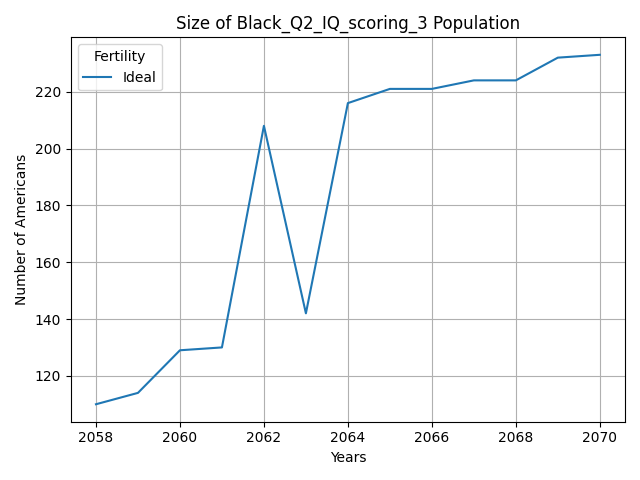 Size of Black_Q2_IQ_scoring_3 Population
Fertility
Ideal
Number of Americans
220
200
180
160
140
120
2058 2060 2062 2064 2066 2068 2070
Years